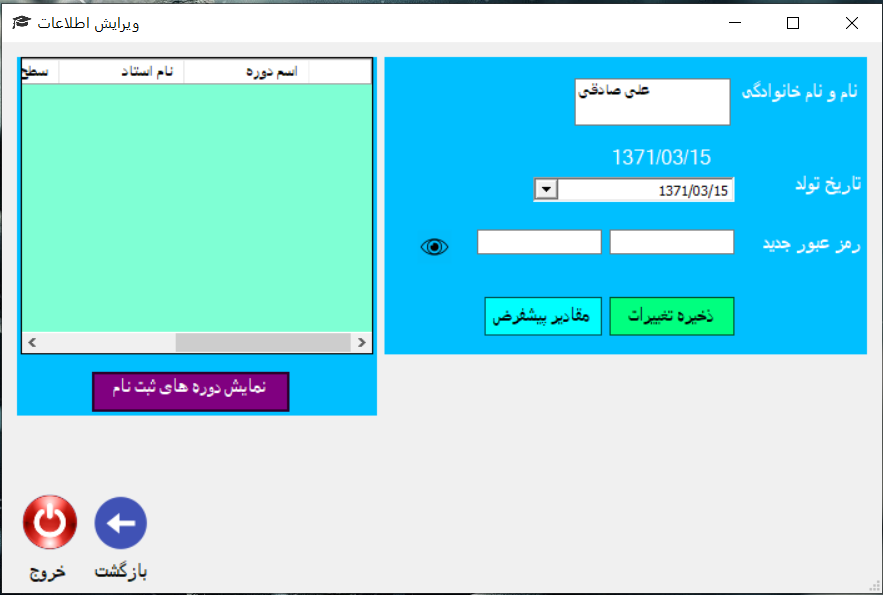 ویرایش اطلاعات
نام و نام خانوادگی
علی صادقی
1371/03/15
تاریخ تولد
1371/03/15
رمز عبور جدید
ذخیره تغییرات
مقادیر پیشفرض
اسم دوره نام استاد سطح
نمایش دوره های ثبت نام
بازگشت
خروج